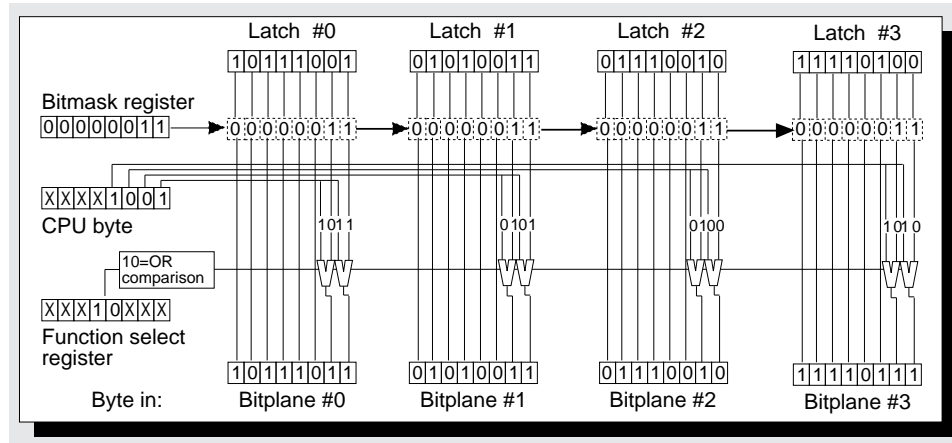 Latch #0 Latch #1 Latch #2 Latch #3
10111001 01010011 01110010 11110100
Bitmask register
00000011 00000011 00000011 00000011 00000011
XXXX1001
CPU byte
1011 0101 0100 1010
10=OR
comparison
XXX10XXX
Function select
register
10111011 01010011 01110010 11110111
Byte in: Bitplane #0 Bitplane #1 Bitplane #2 Bitplane #3